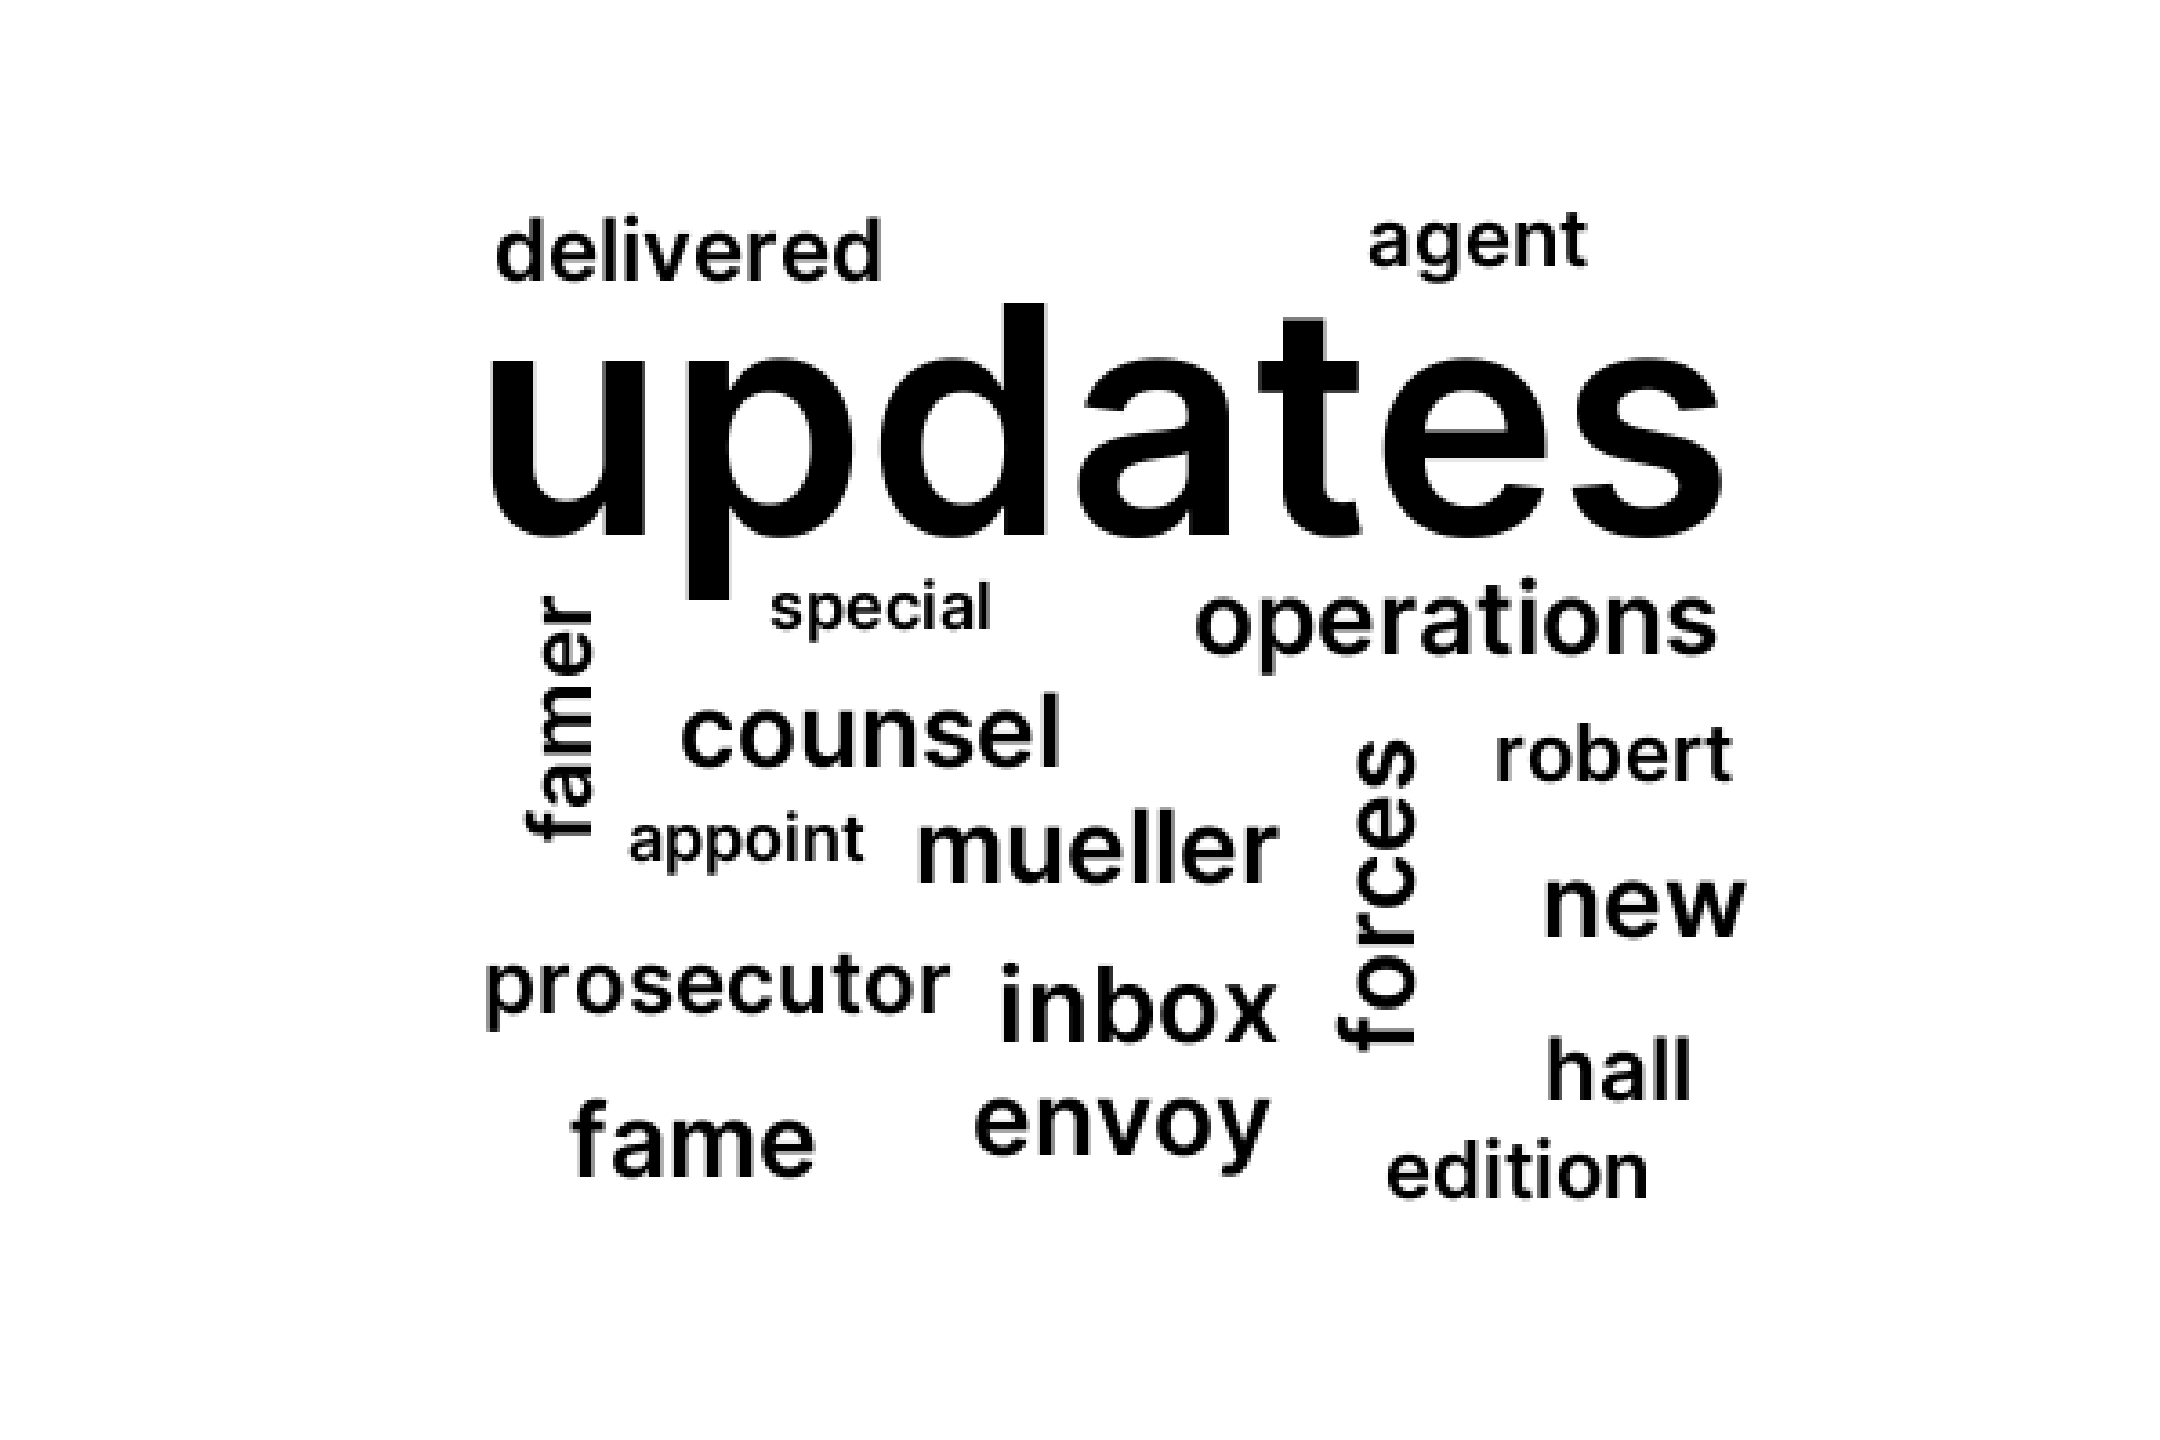 delivered
agent
updates
special
operations
famer
counsel
robert
forces
appoint
mueller
new
prosecutor
inbox
hall
fame
envoy
edition